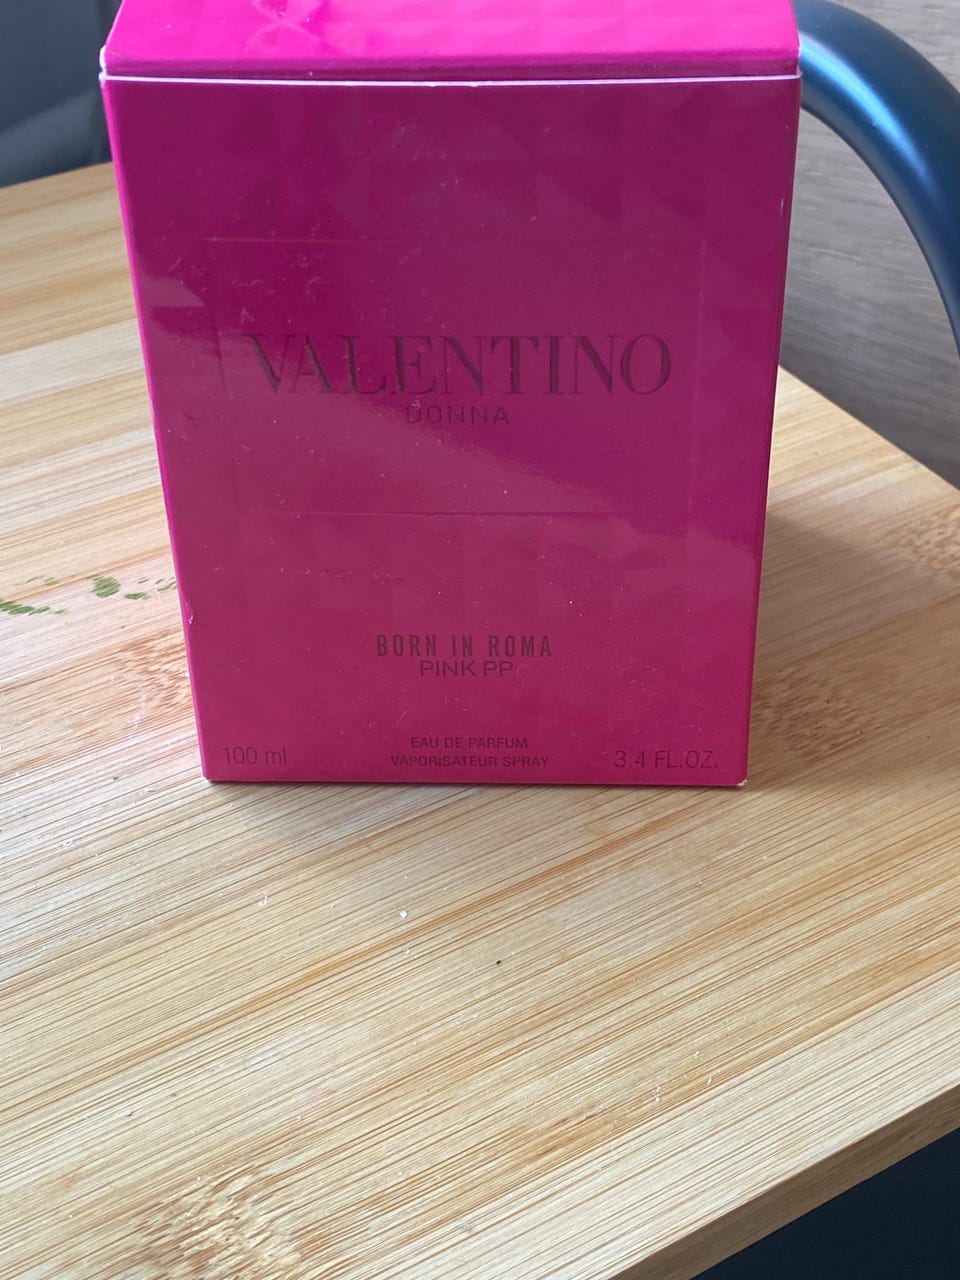 VALENTINO
DONNA
BORN IN ROMA
PINK PP
EAU DE PARFUM
100 ml VAPORISATEUR SPRAY 3.4 FL.OZ.